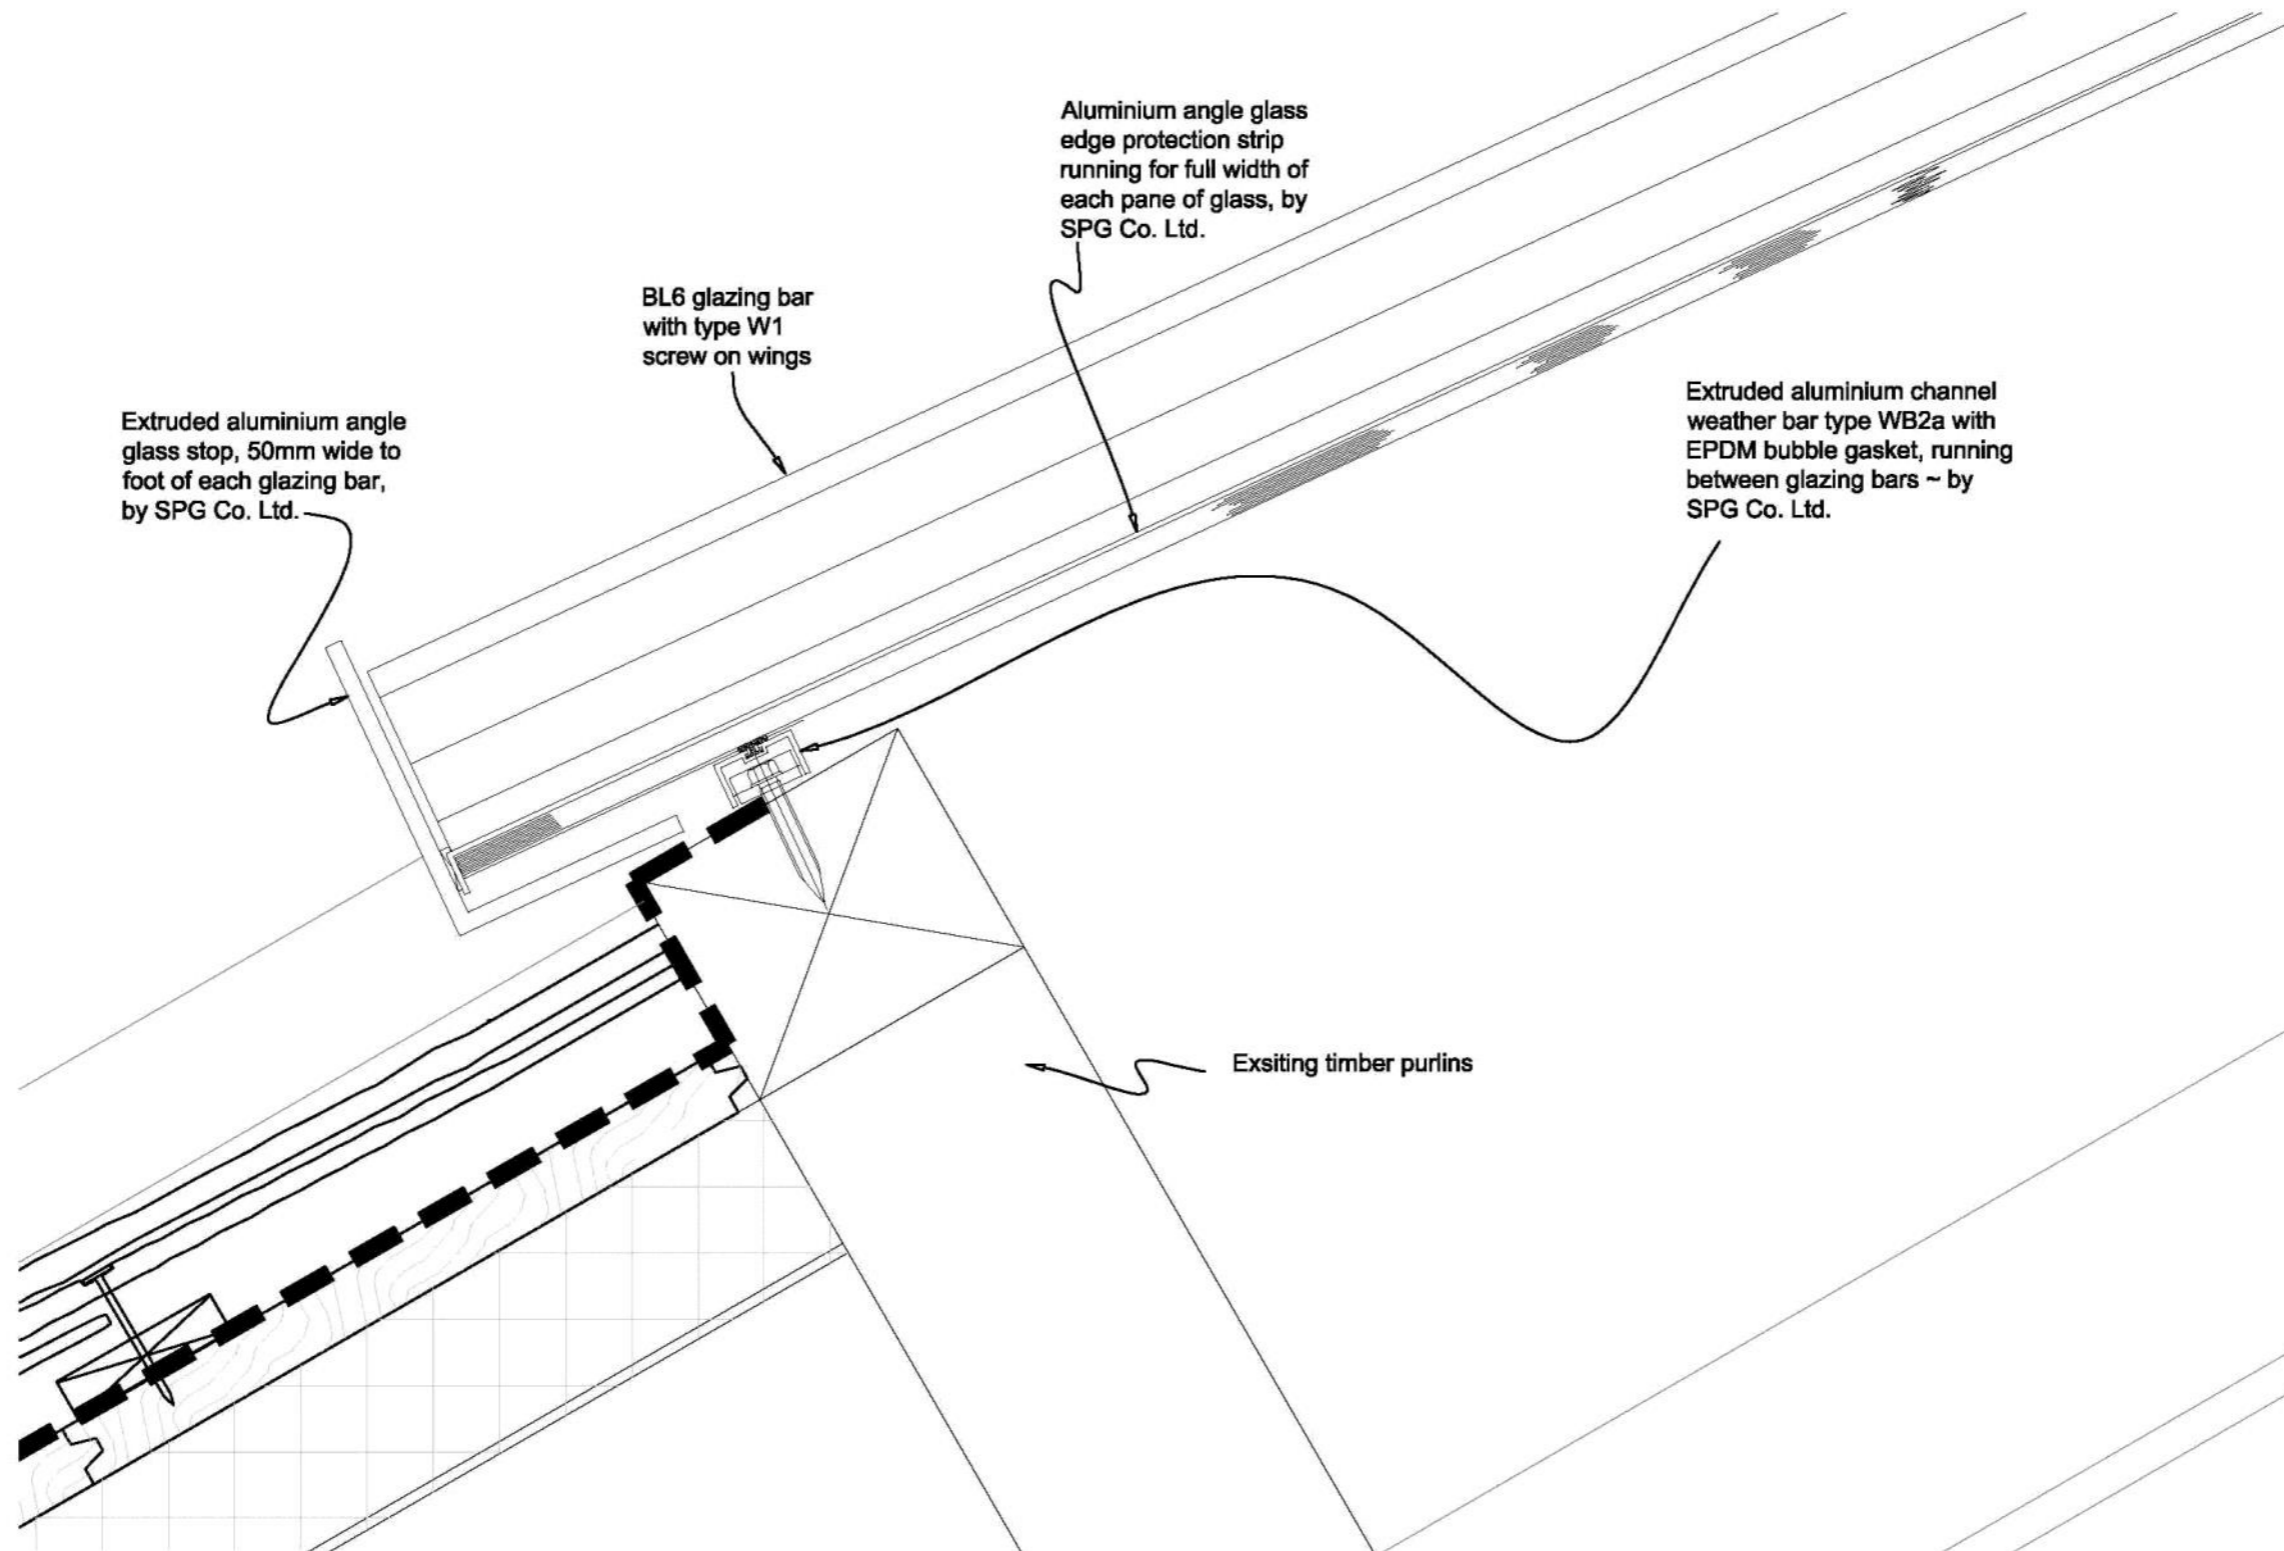 Aluminium angle glass
edge protection strip
running for full width of
each pane of glass, by
SPG Co. Ltd.
BL6 glazing bar
with type W1
screw on wings
Extruded aluminium angle
glass stop, 50mm wide to
foot of each glazing bar,
by SPG Co. Ltd.
Extruded aluminium channel
weather bar type WB2a with
EPDM bubble gasket, running
between glazing bars ~ by
SPG Co. Ltd.
Exsiting timber purlins